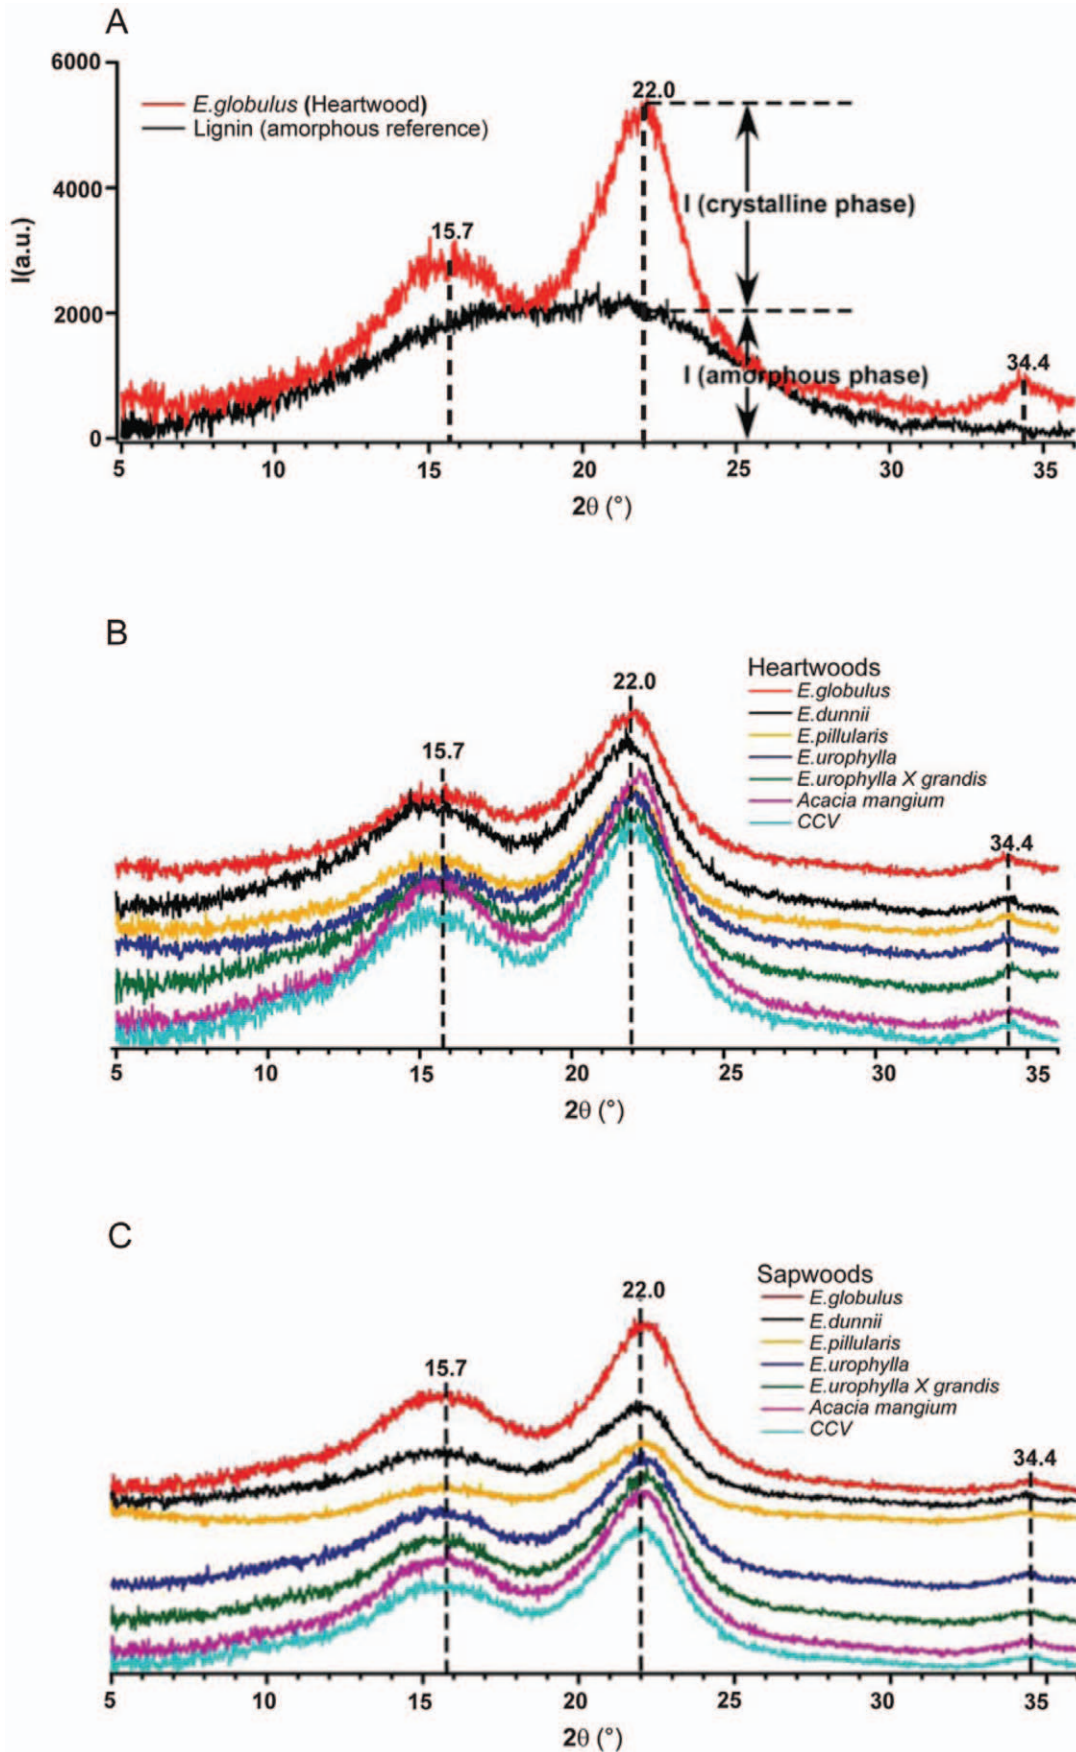 A
6000
22.0
E.globulus (Heartwood)
Lignin (amorphous reference)
4000
I (crystalline phase)
15.7
I(a.u.)
2000
34.4
I (amorphous phase)
0
5 10 15 20 25 30 35
2θ (°)
B
Heartwoods
22.0
E.globulus
E.dunnii
E.pillularis
15.7
E.urophylla
E.urophylla X grandis
Acacia mangium
CCV
34.4
5 10 15 20 25 30 35
2θ (°)
C
Sapwoods
22.0
E.globulus
E.dunnii
E.pillularis
15.7
E.urophylla
E.urophylla X grandis
Acacia mangium
CCV
34.4
5 10 15 20 25 30 35
2θ (°)